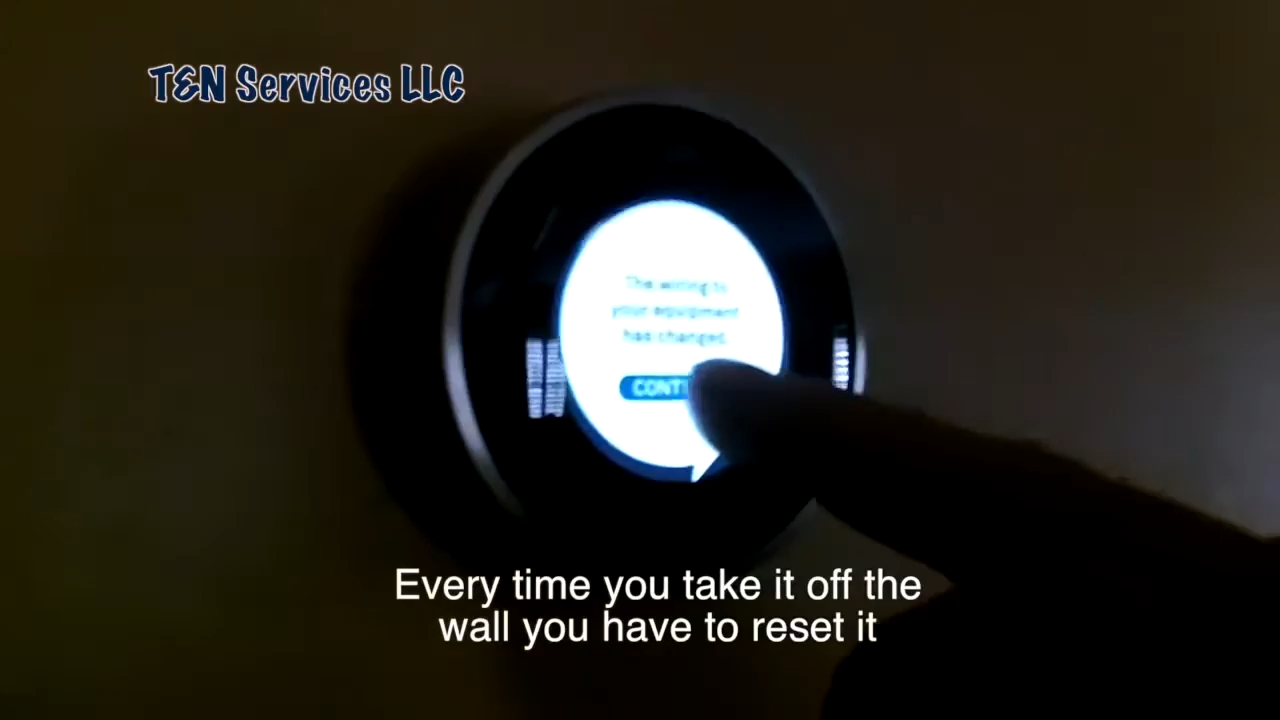 T&N Services LLC
The wiring to
your equipment
has changed.
CONT
Every time you take it off the
wall you have to reset it